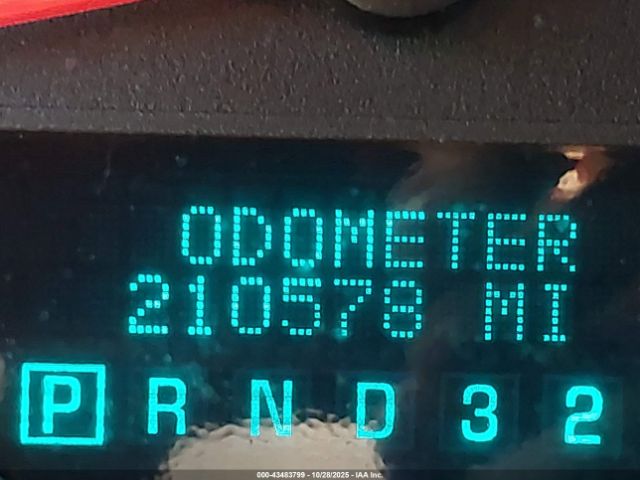 ODOMETER
210578 MI
P R N D 3 2
000-43483799 - 10/28/2025 - IAA Inc.